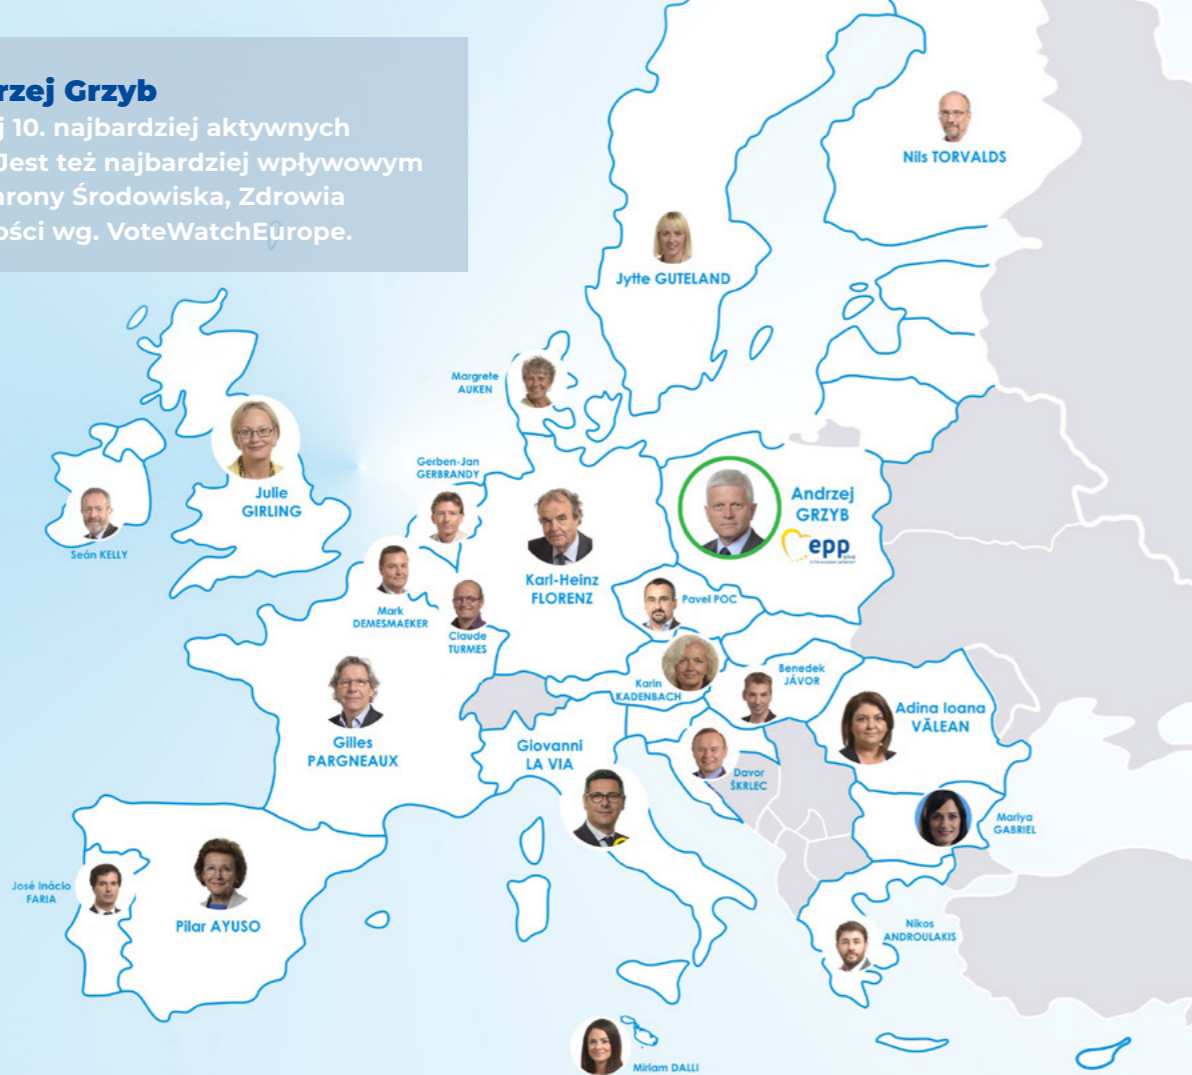 rzej Grzyb
j 10. najbardziej aktywnych
Jest też najbardziej wpływowym
hrony Środowiska, Zdrowia
ości wg. VoteWatchEurope.
Nils TORVALDS
Jytte GUTELAND
Margrete
AUKEN
Julie
GIRLING
Seán KELLY
Gerben-Jan
GERBRANDY
Karl-Heinz
FLORENZ
Andrzej
GRZYB
epp
Mark
DEMESMAEKER
Claude
TURMES
Pavel POC
Karin
KADENBACH
Benedek
JÁVOR
Adina Ioana
VĂLEAN
Gilles
PARGNEAUX
Giovanni
LA VIA
Davor
ŠKRLEC
Mariya
GABRIEL
José Inácio
FARIA
Pilar AYUSO
Nikos
ANDROULAKIS
Miriam DALLI